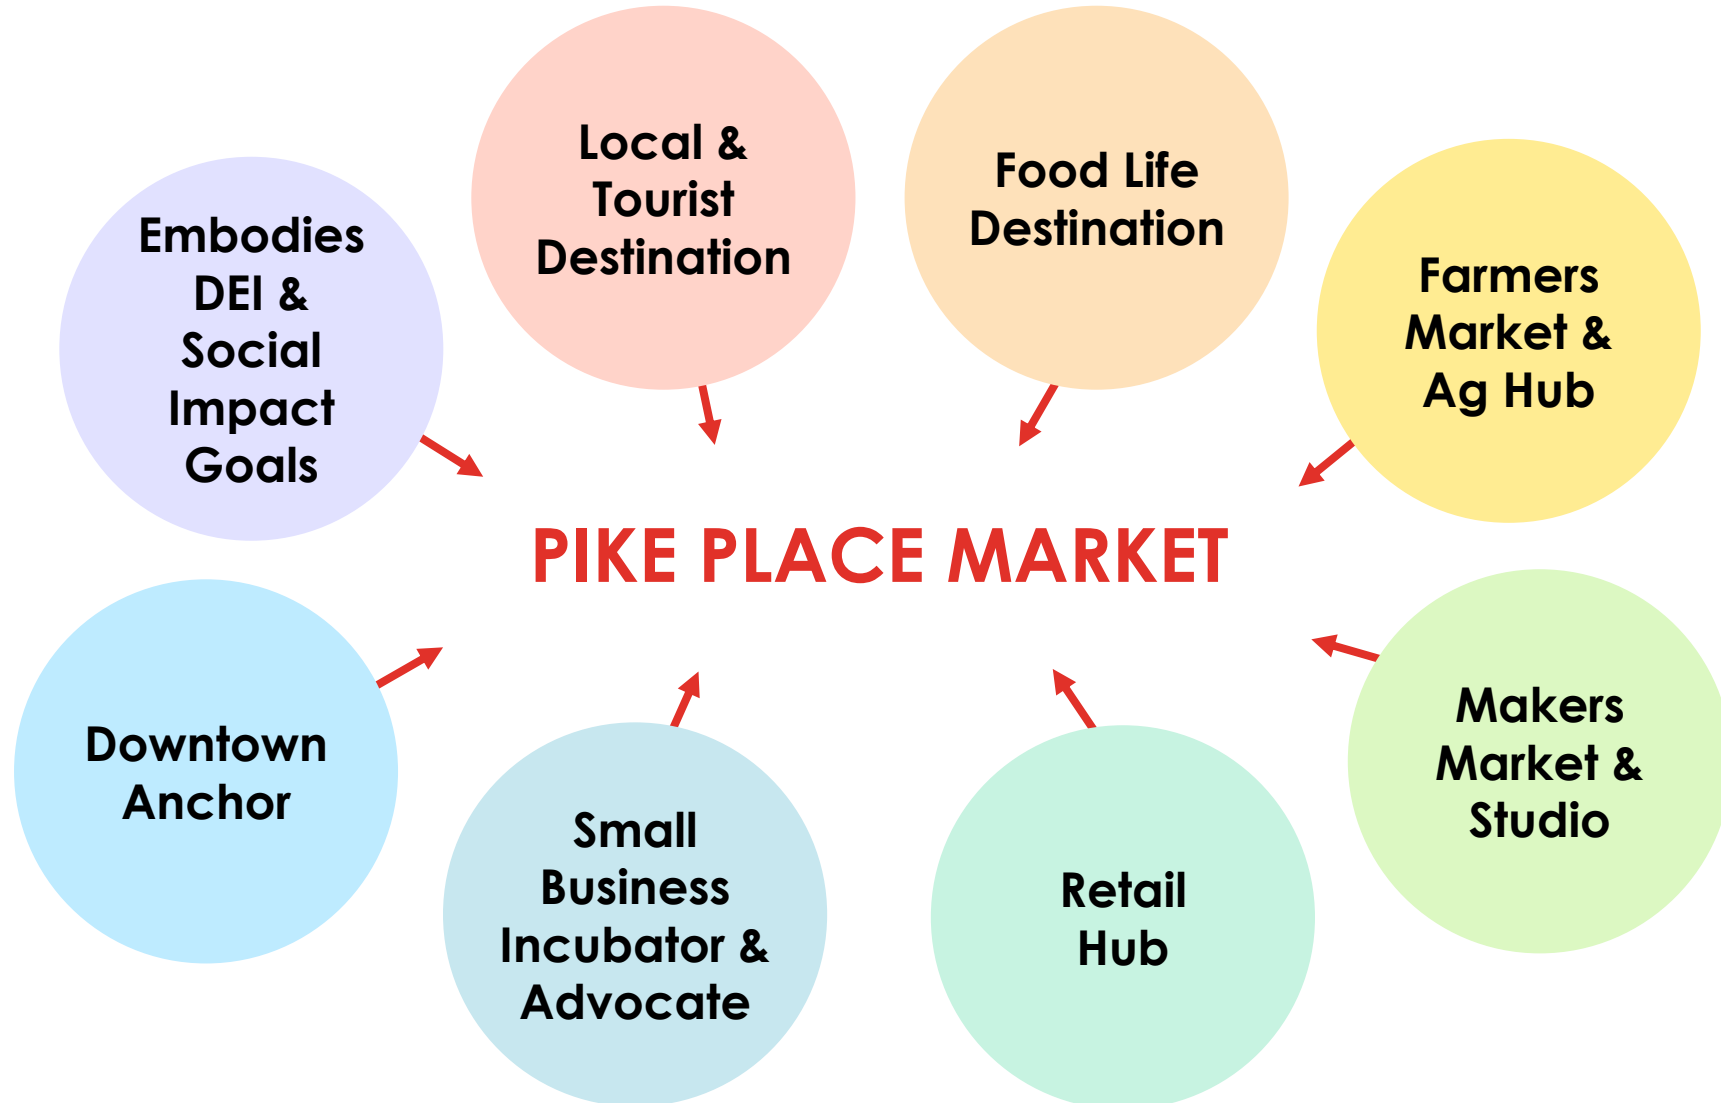 Local &
Tourist
Destination
Food Life
Destination
Embodies
DEI &
Social
Impact
Goals
Farmers
Market &
Ag Hub
PIKE PLACE MARKET
Downtown
Anchor
Small
Business
Incubator &
Advocate
Retail
Hub
Makers
Market &
Studio